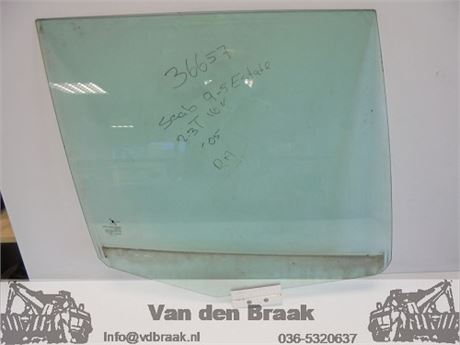 36657
Saab 9-5 Estate
2.3T 16v
'05
Van den Braak
Info@vdbraak.nl
036-5320637